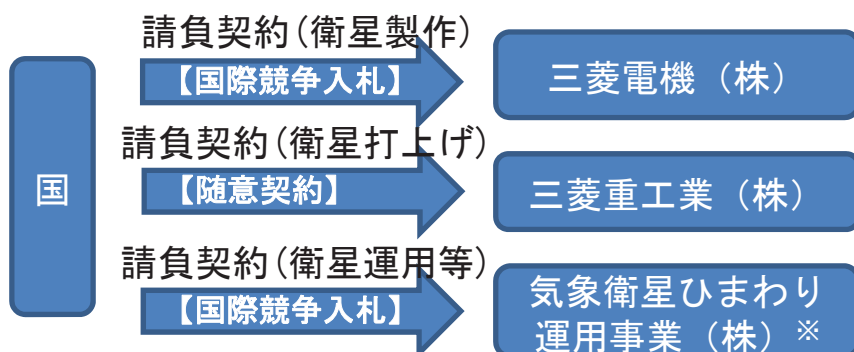 国
請負契約(衛星製作)
【国際競争入札】
三菱電機（株）
請負契約(衛星打上げ)
【随意契約】
三菱重工業（株）
請負契約(衛星運用等)
【国際競争入札】
気象衛星ひまわり
運用事業（株）※